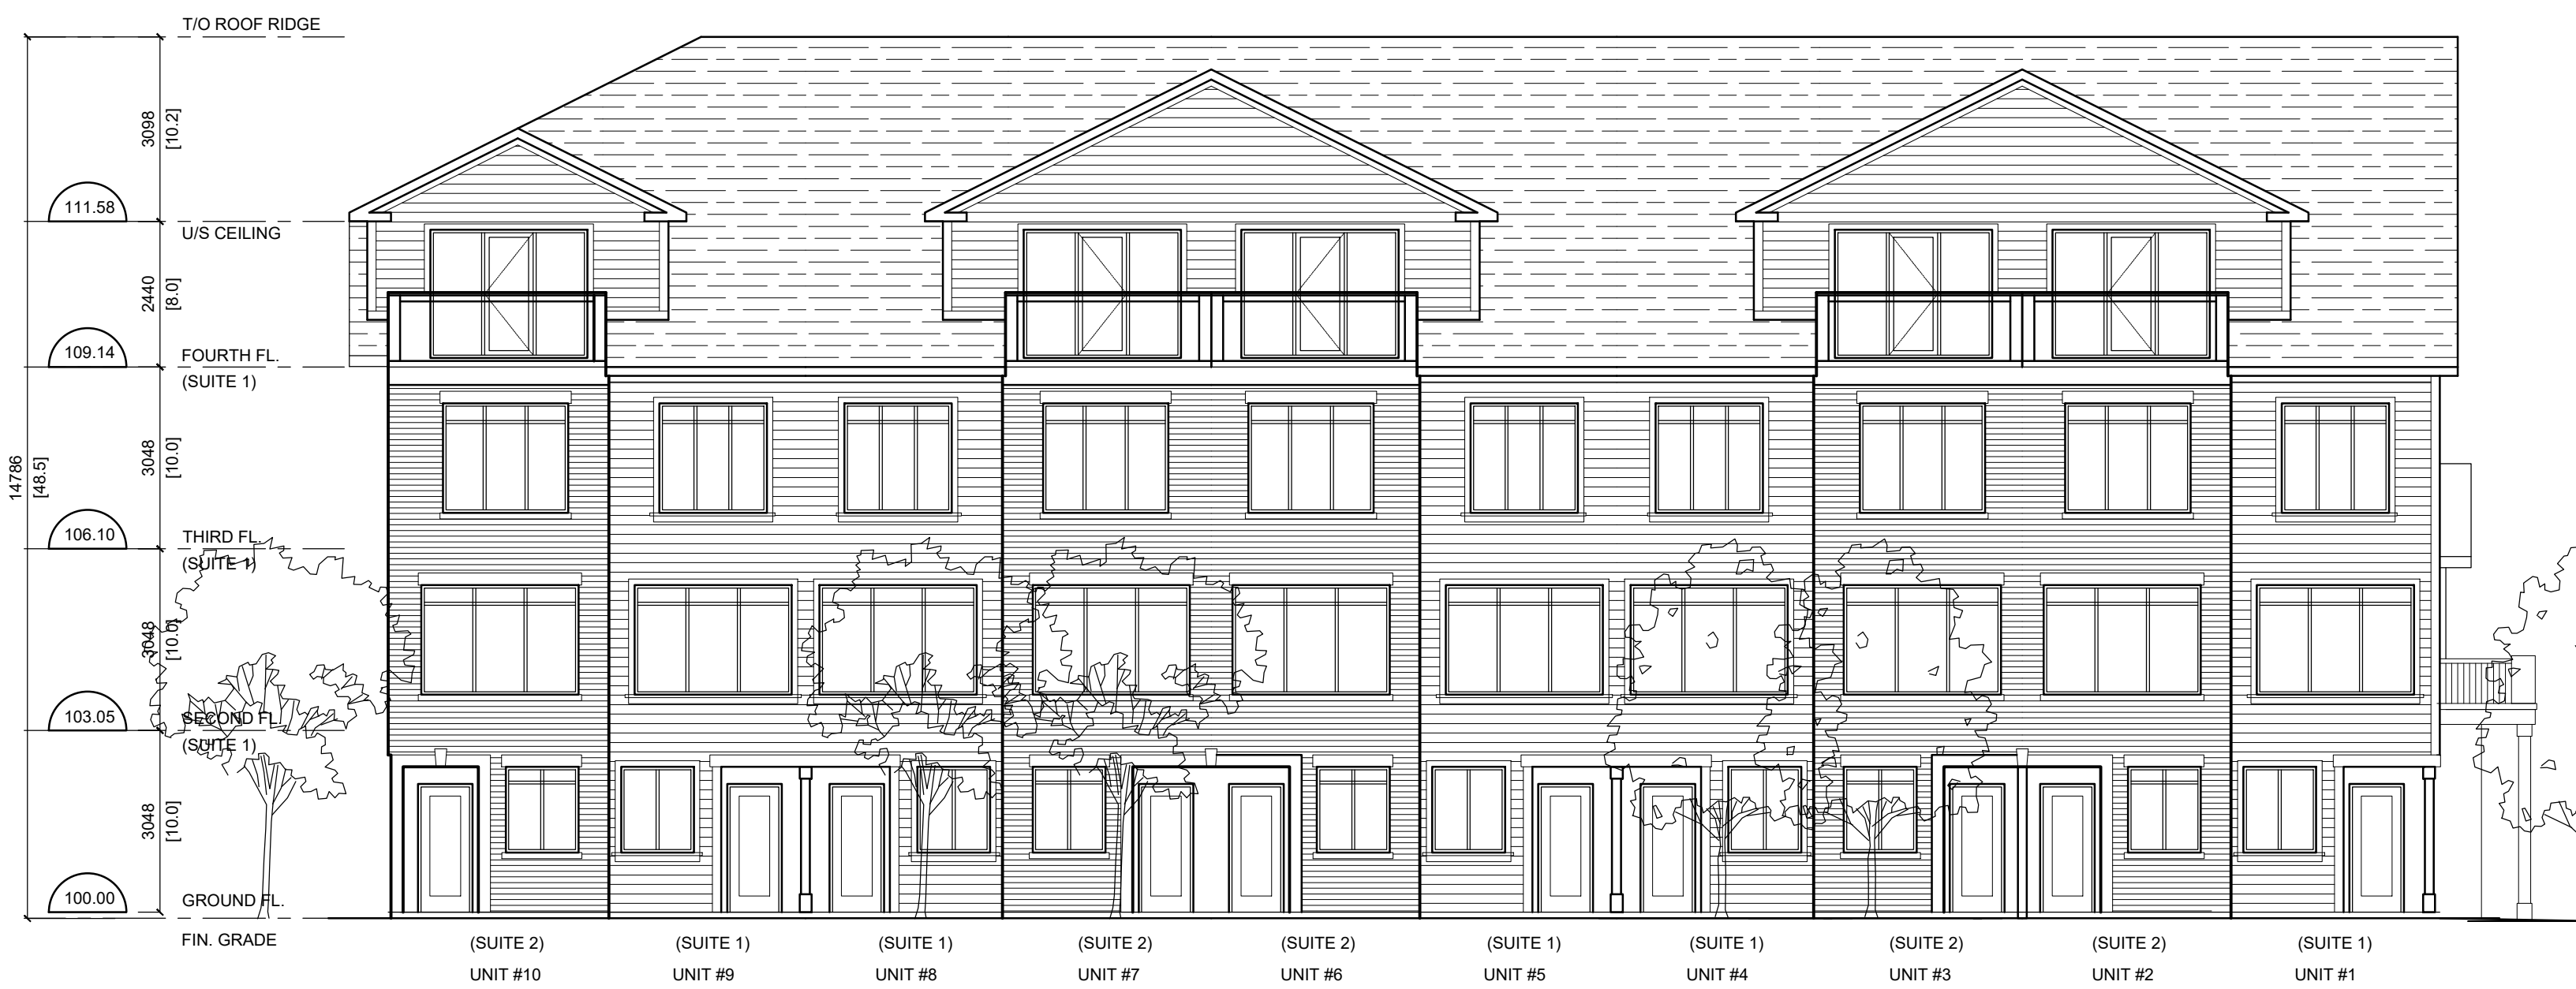 T/O ROOF RIDGE
3098
[10.2]
111.58
U/S CEILING
2440
[8.0]
109.14
FOURTH FL.
(SUITE 1)
3048
[10.0]
14786
[48.5]
106.10
THIRD FL.
(SUITE 1)
3048
[10.0]
103.05
SECOND FL.
(SUITE 1)
3048
[10.0]
100.00
GROUND FL.
FIN. GRADE
(SUITE 2) (SUITE 1) (SUITE 1) (SUITE 2) (SUITE 2) (SUITE 1) (SUITE 1) (SUITE 2) (SUITE 2) (SUITE 1)
UNIT #10 UNIT #9 UNIT #8 UNIT #7 UNIT #6 UNIT #5 UNIT #4 UNIT #3 UNIT #2 UNIT #1